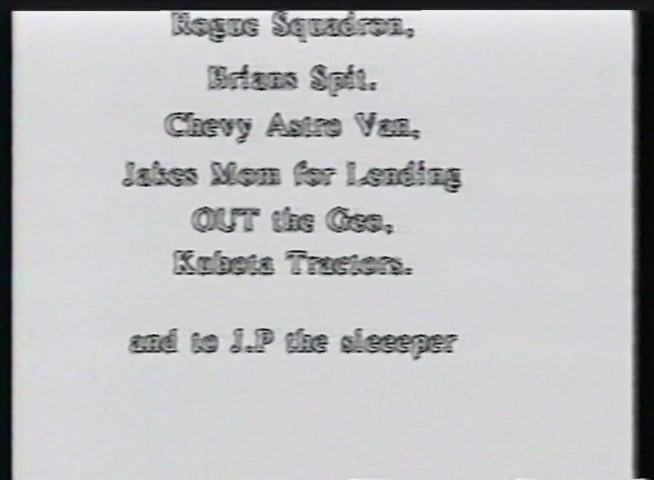 Rogue Squadron,
Brians Spit.
Chevy Astro Van,
Jakes Mom for Lending
OUT the Geo,
Kubota Tractors.
and to J.P the sleeeper